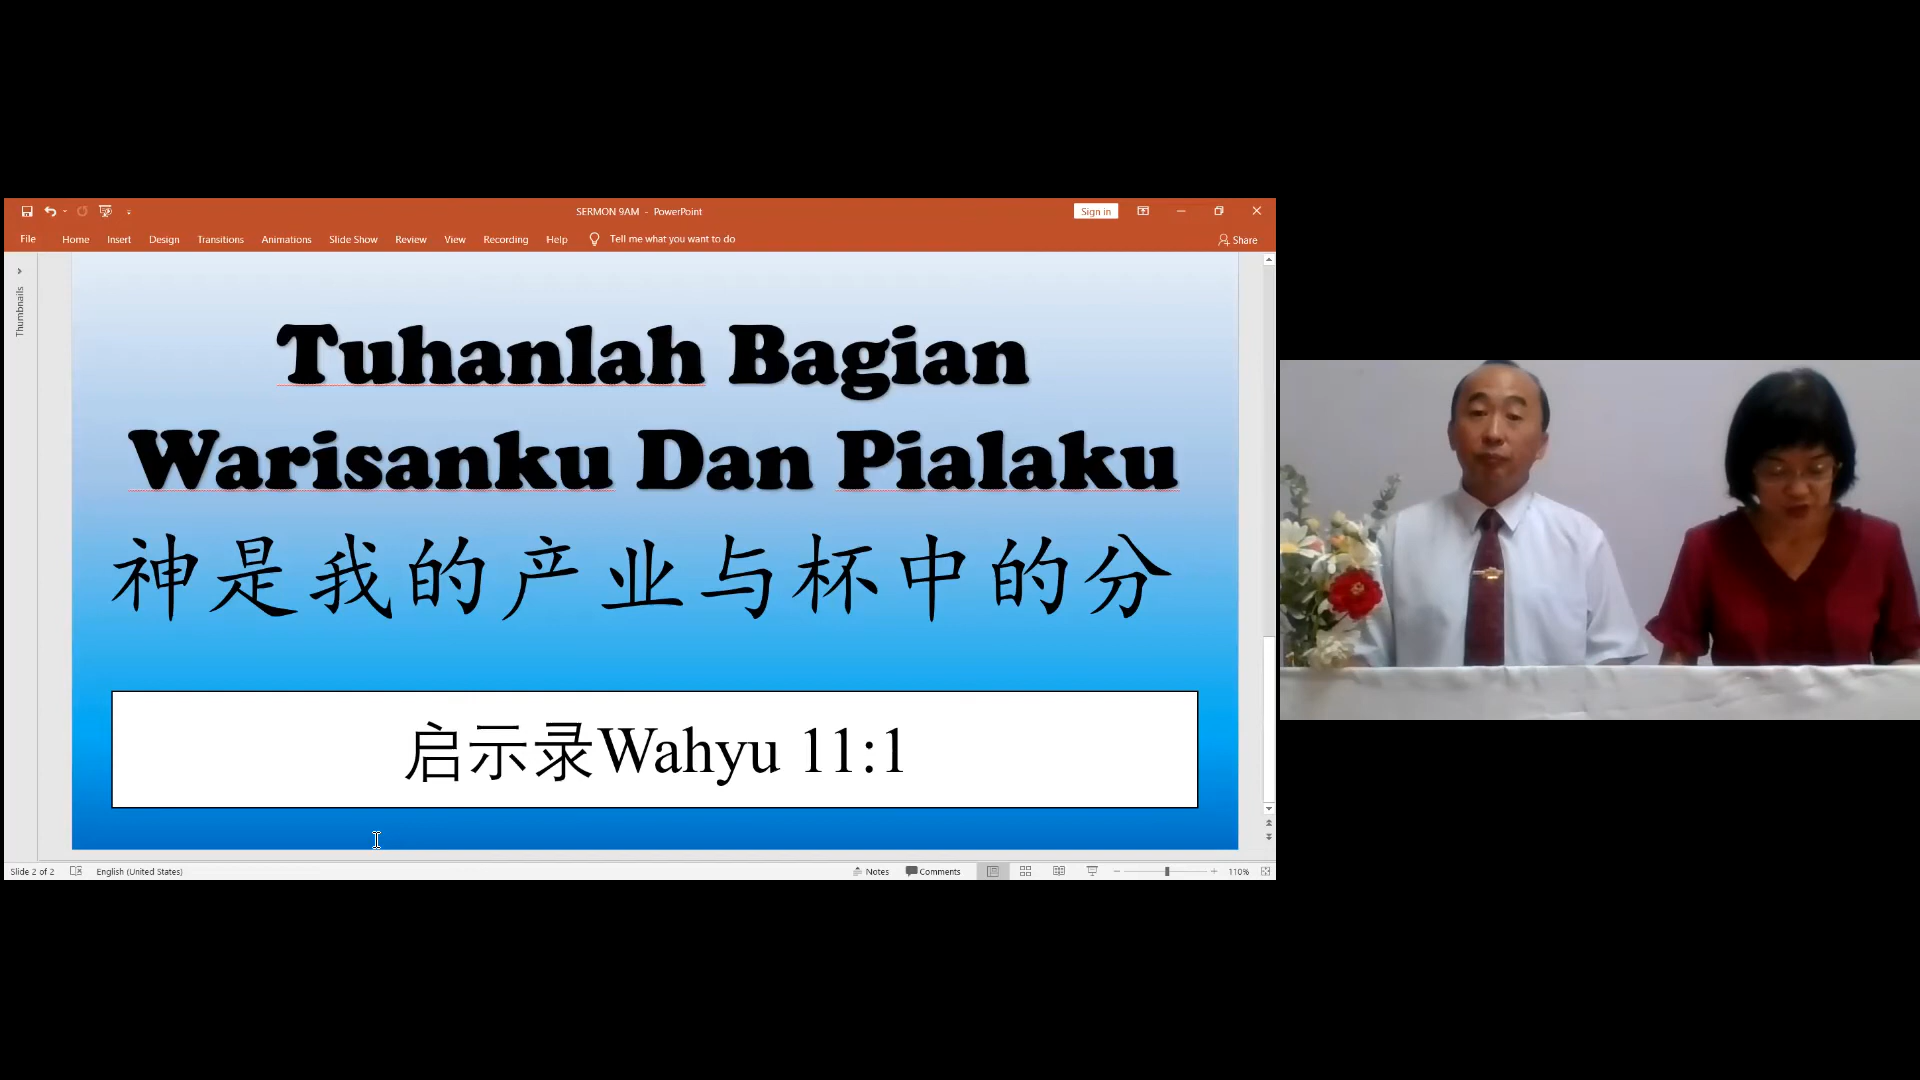 SERMON 9AM - PowerPoint
Sign in
File Home Insert Design Transitions Animations Slide Show Review View Recording Help Tell me what you want to do
Share
Thumbnails
Tuhanlah Bagian
Warisanku Dan Pialaku
神是我的产业与杯中的分
启示录Wahyu 11:1
Slide 2 of 2 English (United States) Notes Comments 110%